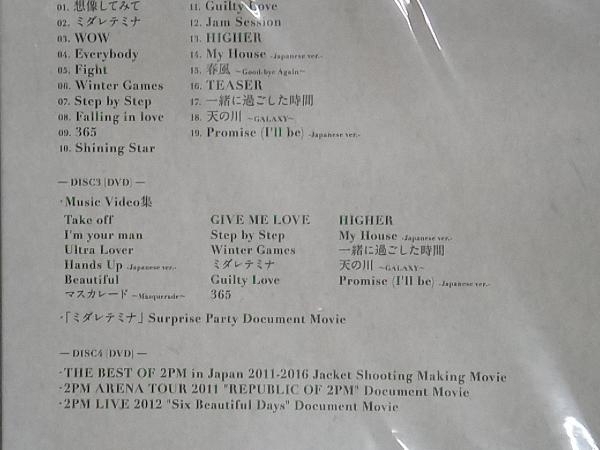 01. 想像してみて
02. ミダレテミナ
03. WOW
04. Everybody
05. Fight
06. Winter Games
07. Step by Step
08. Falling in love
09. 365
10. Shining Star
11. Guilty Love
12. Jam Session
13. HIGHER
14. My House -Japanese ver.-
15. 春風 ～Good-bye Again～
16. TEASER
17. 一緒に過ごした時間
18. 天の川 ～GALAXY～
19. Promise (I'll be) -Japanese ver.-
— DISC3 [DVD] —
・Music Video集
Take off
I'm your man
Ultra Lover
Hands Up -Japanese ver.-
Beautiful
マスカレード ～Masquerade～
GIVE ME LOVE
Step by Step
Winter Games
ミダレテミナ
Guilty Love
365
HIGHER
My House -Japanese ver.-
一緒に過ごした時間
天の川 ～GALAXY～
Promise (I'll be) -Japanese ver.-
・「ミダレテミナ」 Surprise Party Document Movie
— DISC4 [DVD] —
・THE BEST OF 2PM in Japan 2011-2016 Jacket Shooting Making Movie
・2PM ARENA TOUR 2011 "REPUBLIC OF 2PM" Document Movie
・2PM LIVE 2012 "Six Beautiful Days" Document Movie